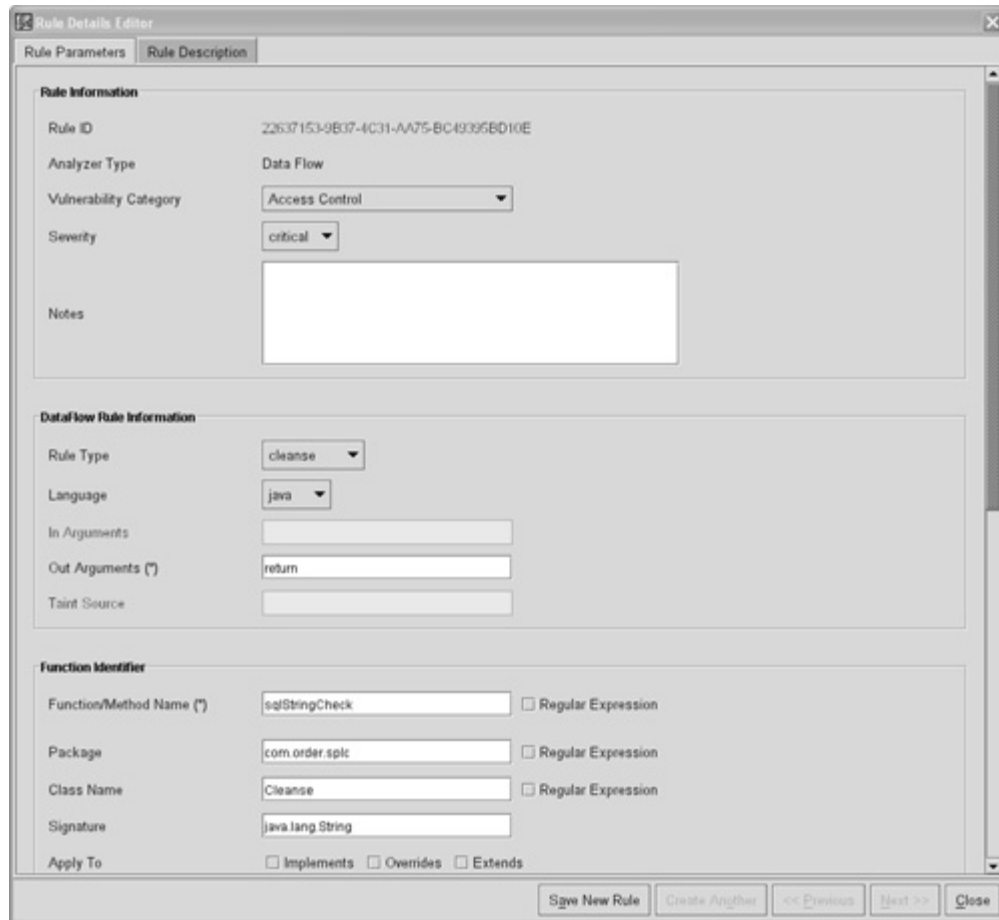 Rule Details Editor
Rule Parameters Rule Description
Rule Information
Rule ID 22637153-9B37-4C31-AA75-BC49395BD10E
Analyzer Type Data Flow
Vulnerability Category Access Control
Severity critical
Notes
DataFlow Rule Information
Rule Type cleanse
Language java
In Arguments
Out Arguments (*) return
Taint Source
Function Identifier
Function/Method Name (*) sqlStringCheck Regular Expression
Package com.order.splc Regular Expression
Class Name Cleanse Regular Expression
Signature java.lang.String
Apply To Implements Overrides Extends
Save New Rule Create Another << Previous Next >> Close